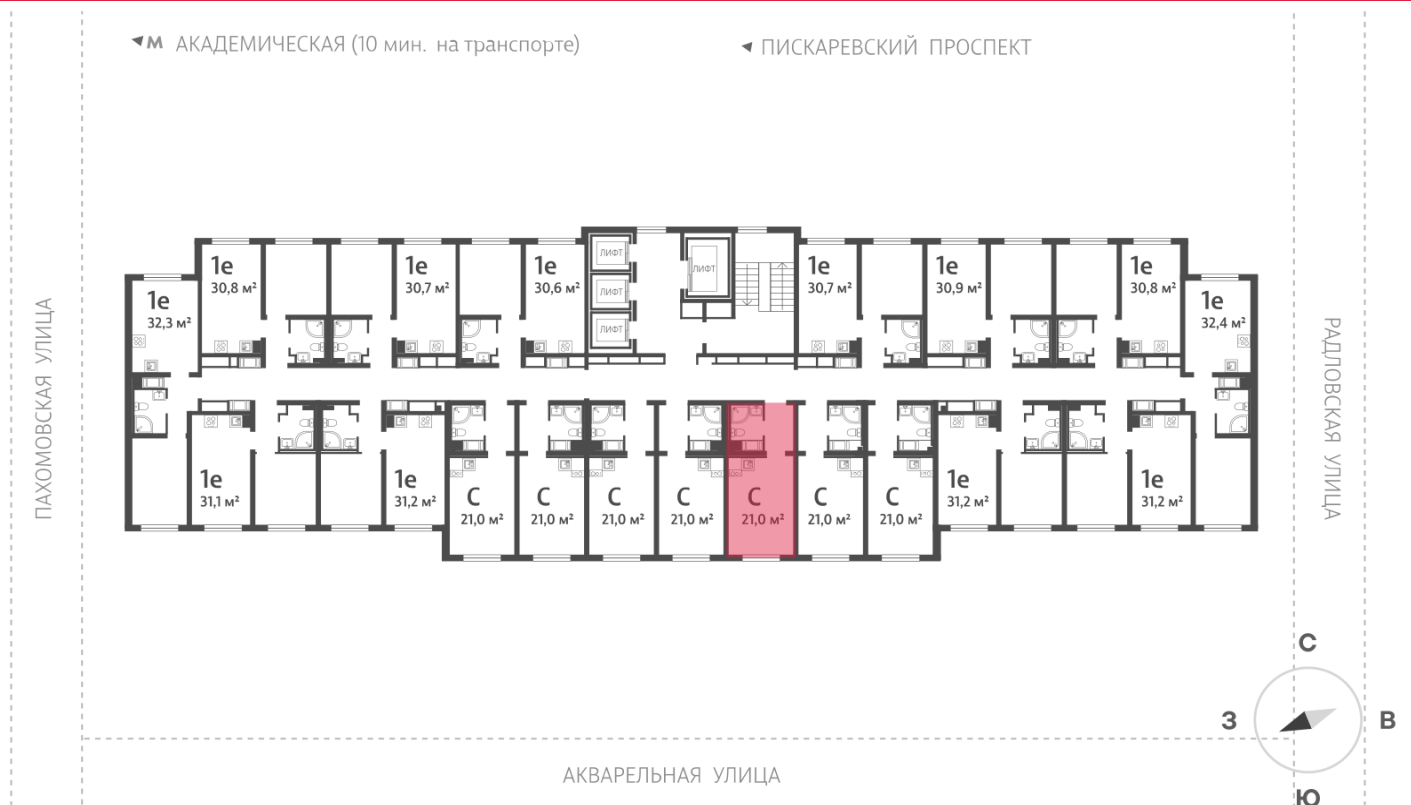 М АКАДЕМИЧЕСКАЯ (10 мин. на транспорте)
ПИСКАРЕВСКИЙ ПРОСПЕКТ
ПАХОМОВСКАЯ УЛИЦА
РАДЛОВСКАЯ УЛИЦА
1е
32,3 м²
1е
30,8 м²
1е
30,7 м²
1е
30,6 м²
ЛИФТ
ЛИФТ
ЛИФТ
ЛИФТ
1е
30,7 м²
1е
30,9 м²
1е
30,8 м²
1е
32,4 м²
1е
31,1 м²
1е
31,2 м²
С
21,0 м²
С
21,0 м²
С
21,0 м²
С
21,0 м²
С
21,0 м²
С
21,0 м²
С
21,0 м²
1е
31,2 м²
1е
31,2 м²
С
З
В
Ю
АКВАРЕЛЬНАЯ УЛИЦА